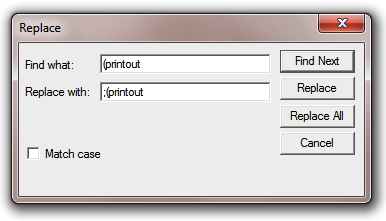 Replace
Find what: (printout
Find Next
Replace with: ;(printout
Replace
Replace All
Match case
Cancel